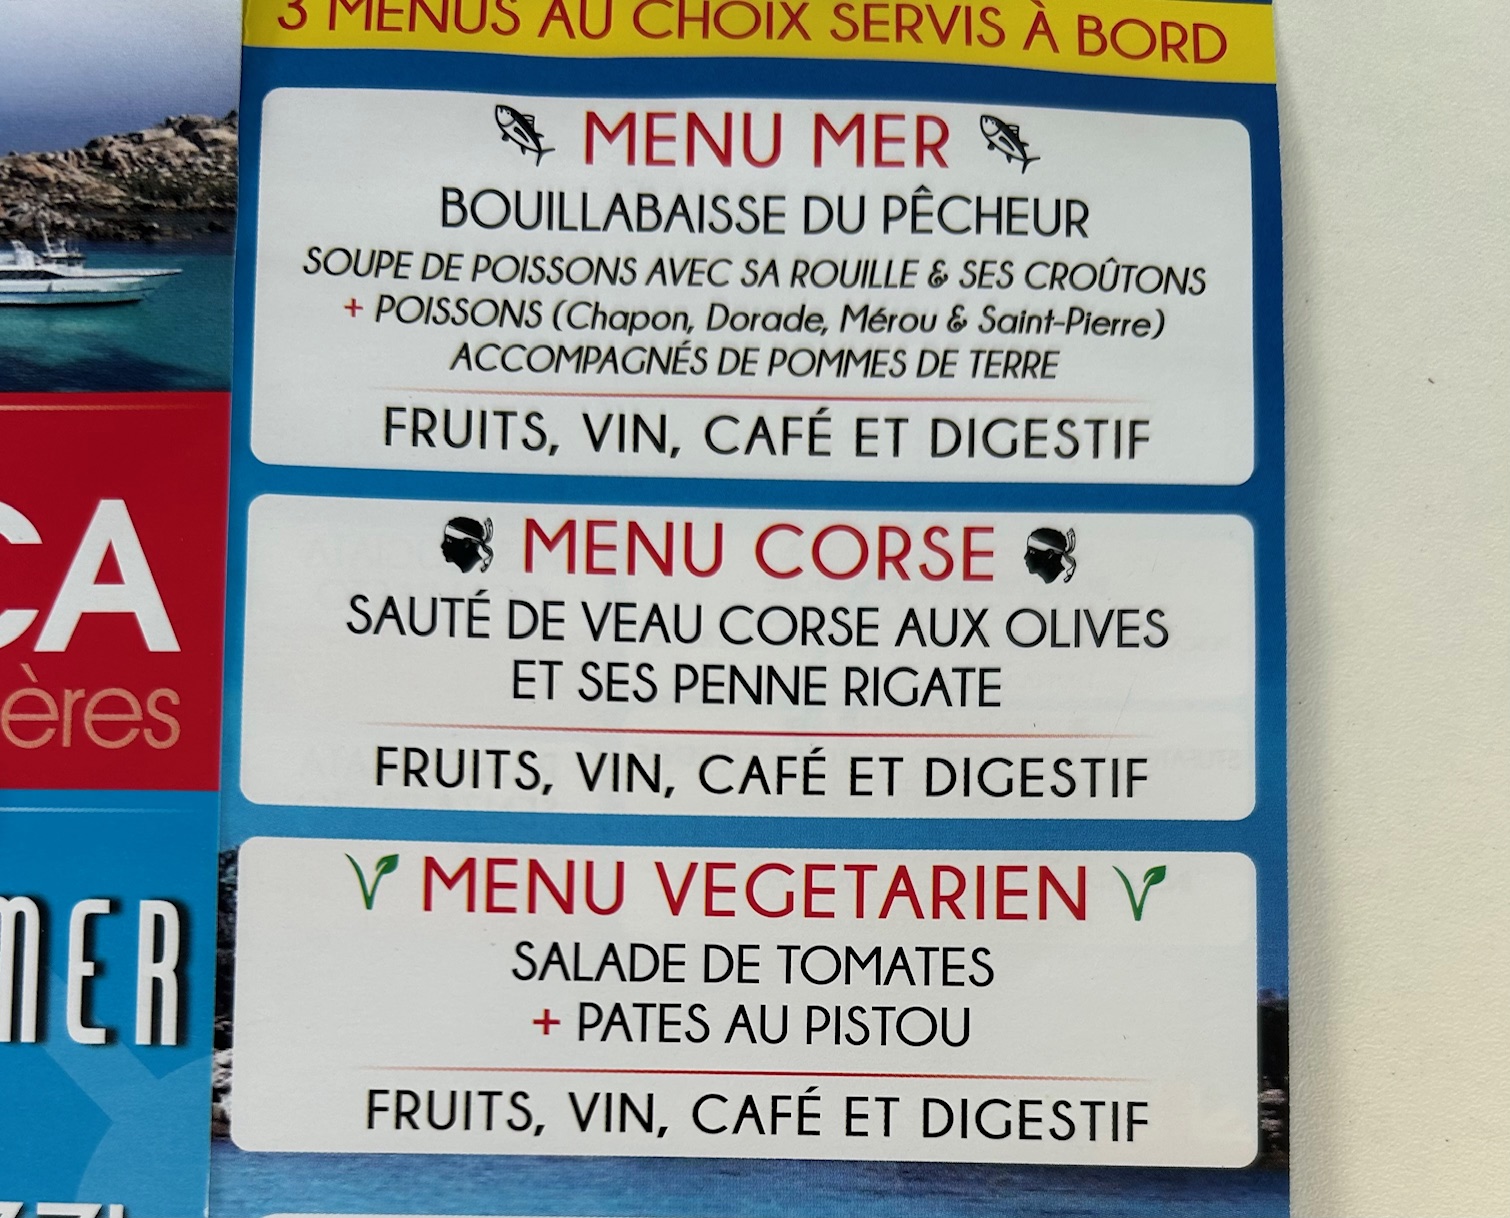 3 MENUS AU CHOIX SERVIS À BORD
MENU MER
BOUILLABAISSE DU PÊCHEUR
SOUPE DE POISSONS AVEC SA ROUILLE & SES CROÛTONS
+ POISSONS (Chapon, Dorade, Mérou & Saint-Pierre)
ACCOMPAGNÉS DE POMMES DE TERRE
FRUITS, VIN, CAFÉ ET DIGESTIF
MENU CORSE
SAUTÉ DE VEAU CORSE AUX OLIVES
ET SES PENNE RIGATE
FRUITS, VIN, CAFÉ ET DIGESTIF
MENU VEGETARIEN
SALADE DE TOMATES
+ PATES AU PISTOU
FRUITS, VIN, CAFÉ ET DIGESTIF
CA
ères
MER